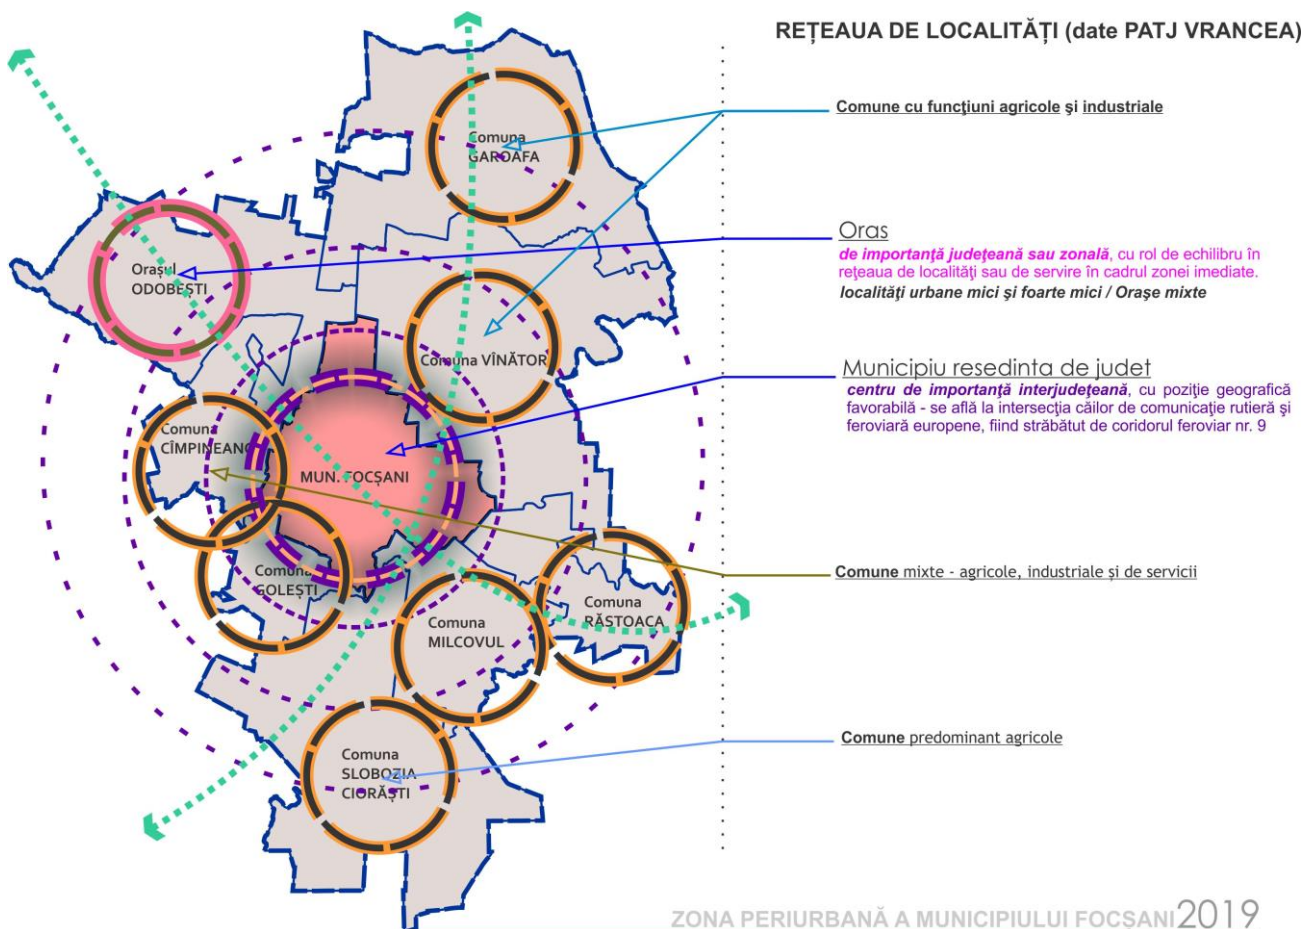 REȚEAUA DE LOCALITĂȚI (date PATJ VRANCEA)
Comune cu funcţiuni agricole şi industriale
Comuna
GAROAFA
Oras
de importanţă judeţeană sau zonală, cu rol de echilibru în
reţeaua de localităţi sau de servire în cadrul zonei imediate.
localităţi urbane mici şi foarte mici / Oraşe mixte
Orașul
ODOBEȘTI
Comuna VÎNĂTOR
Municipiu resedinta de judet
centru de importanţă interjudeţeană, cu poziţie geografică
favorabilă - se află la intersecţia căilor de comunicaţie rutieră şi
feroviară europene, fiind străbătut de coridorul feroviar nr. 9
Comuna
CÎMPINEANC
MUN. FOCȘANI
Comuna
GOLEȘTI
Comune mixte - agricole, industriale și de servicii
Comuna
RĂSTOACA
Comuna
MILCOVUL
Comune predominant agricole
Comuna
SLOBOZIA
CIORĂȘTI
ZONA PERIURBANĂ A MUNICIPIULUI FOCȘANI 2019